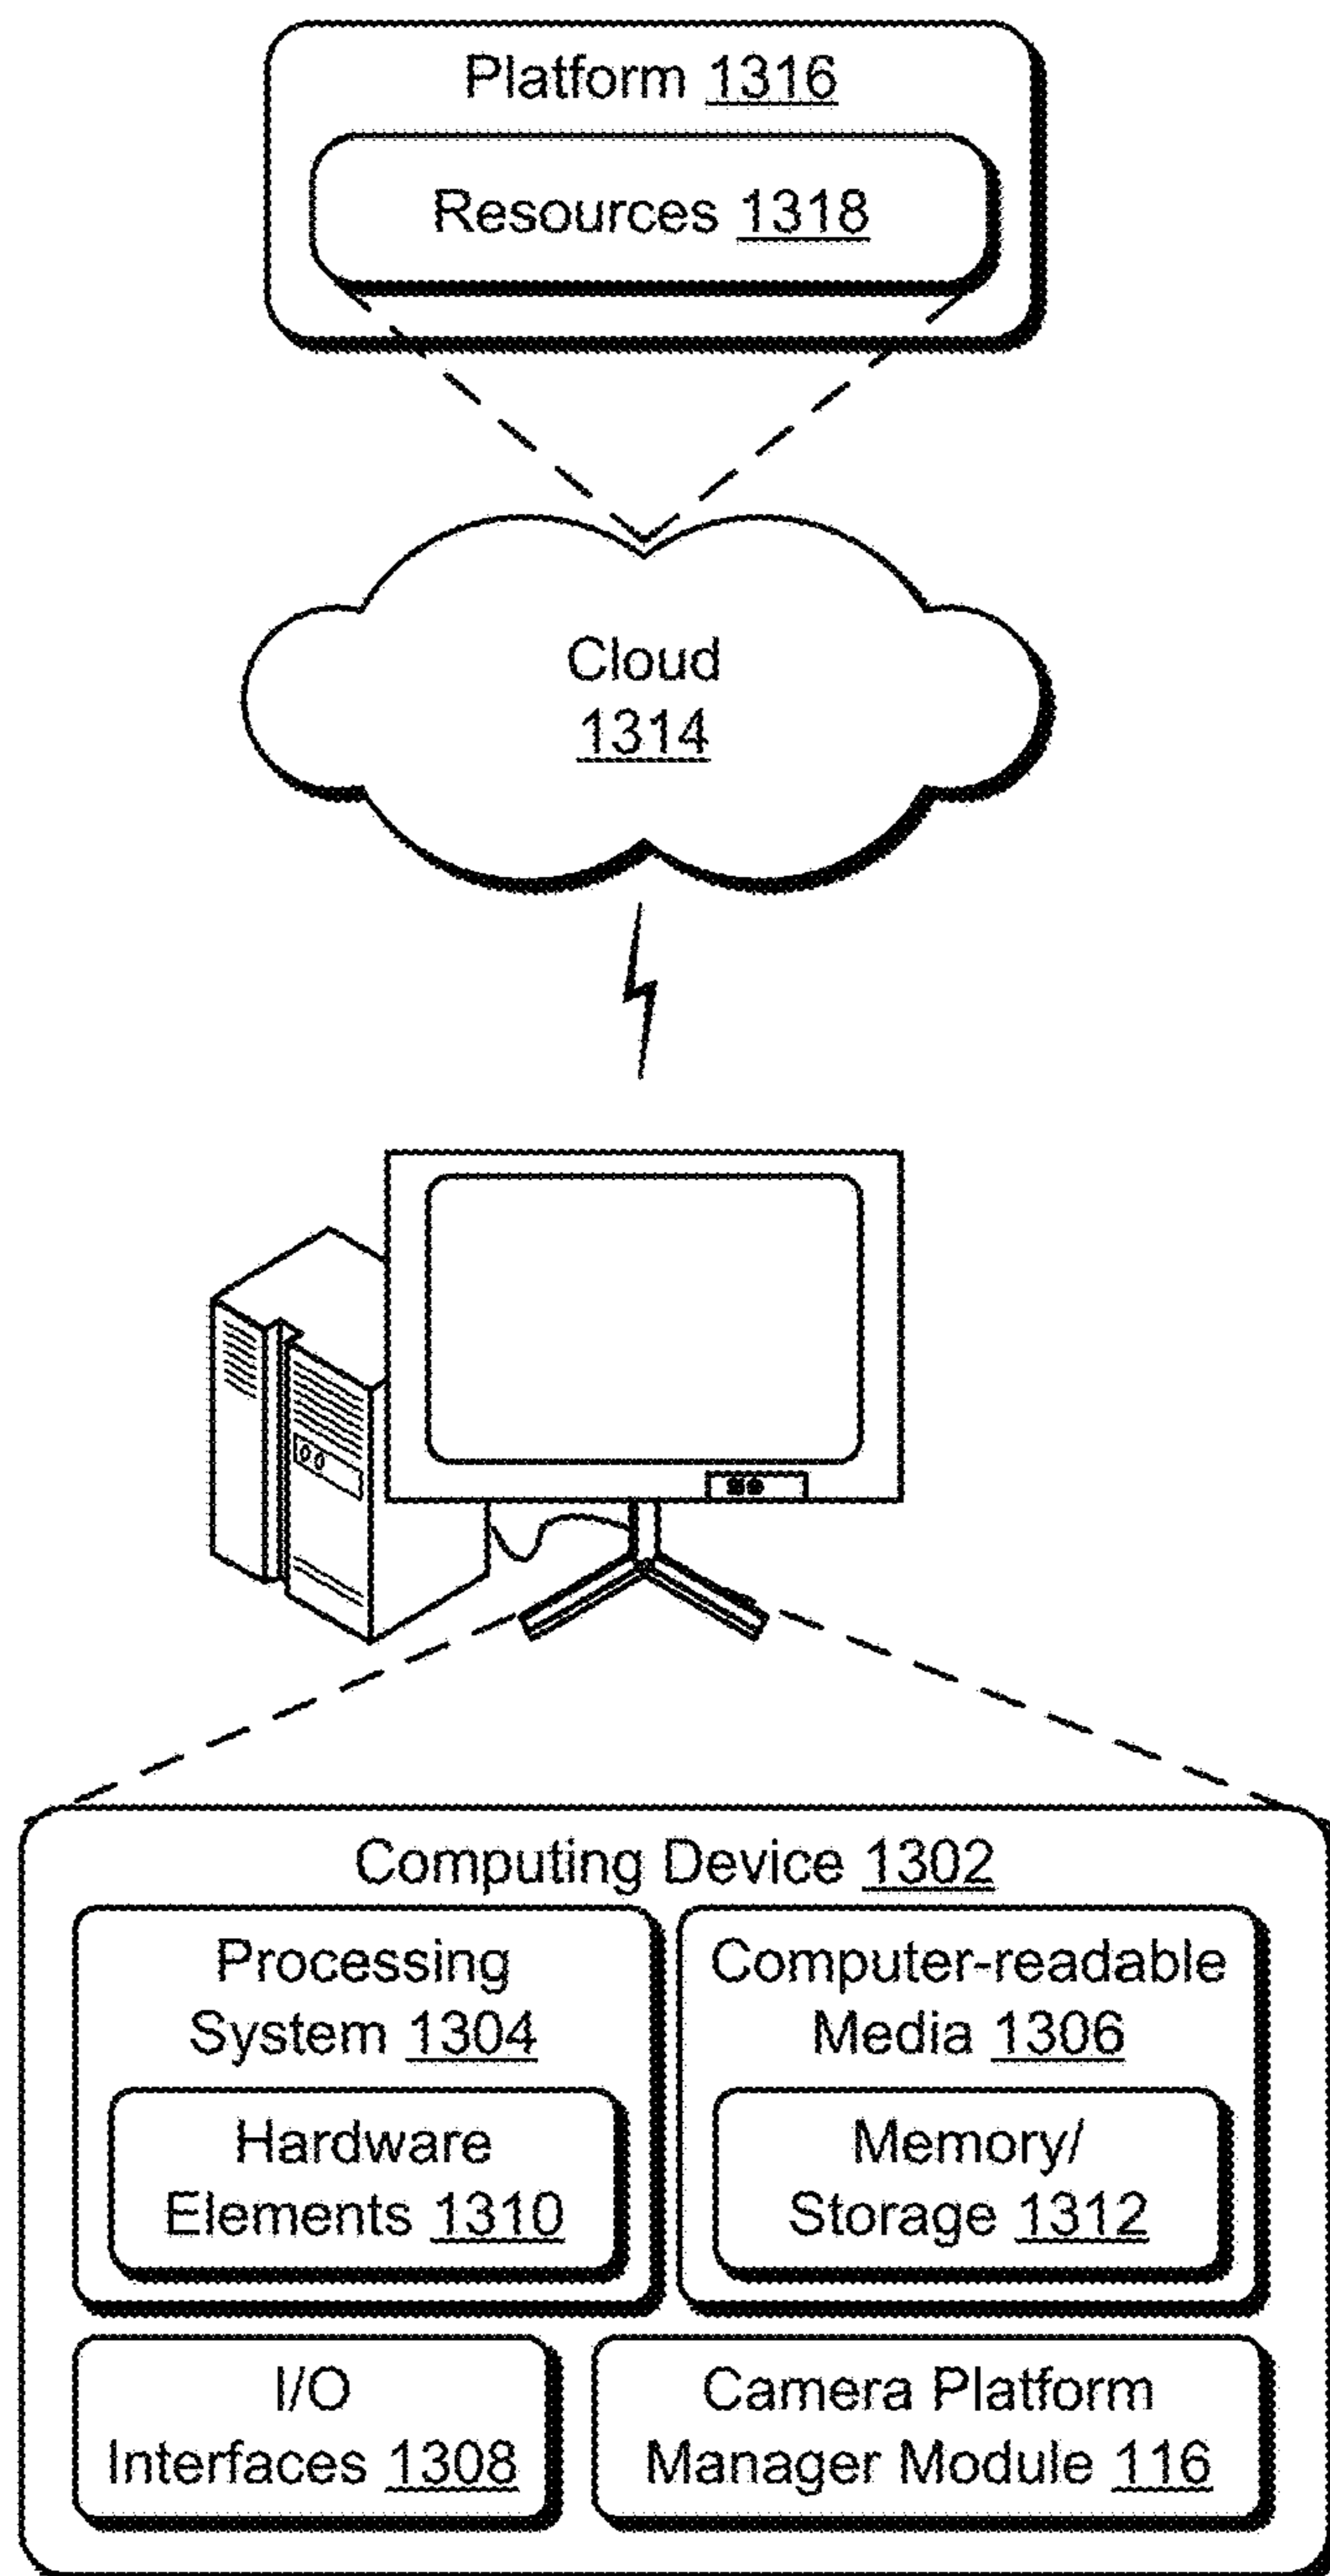 Platform 1316
Resources 1318
Cloud
1314
Computing Device 1302
Processing
System 1304
Hardware
Elements 1310
Computer-readable
Media 1306
Memory/
Storage 1312
I/O
Interfaces 1308
Camera Platform
Manager Module 116